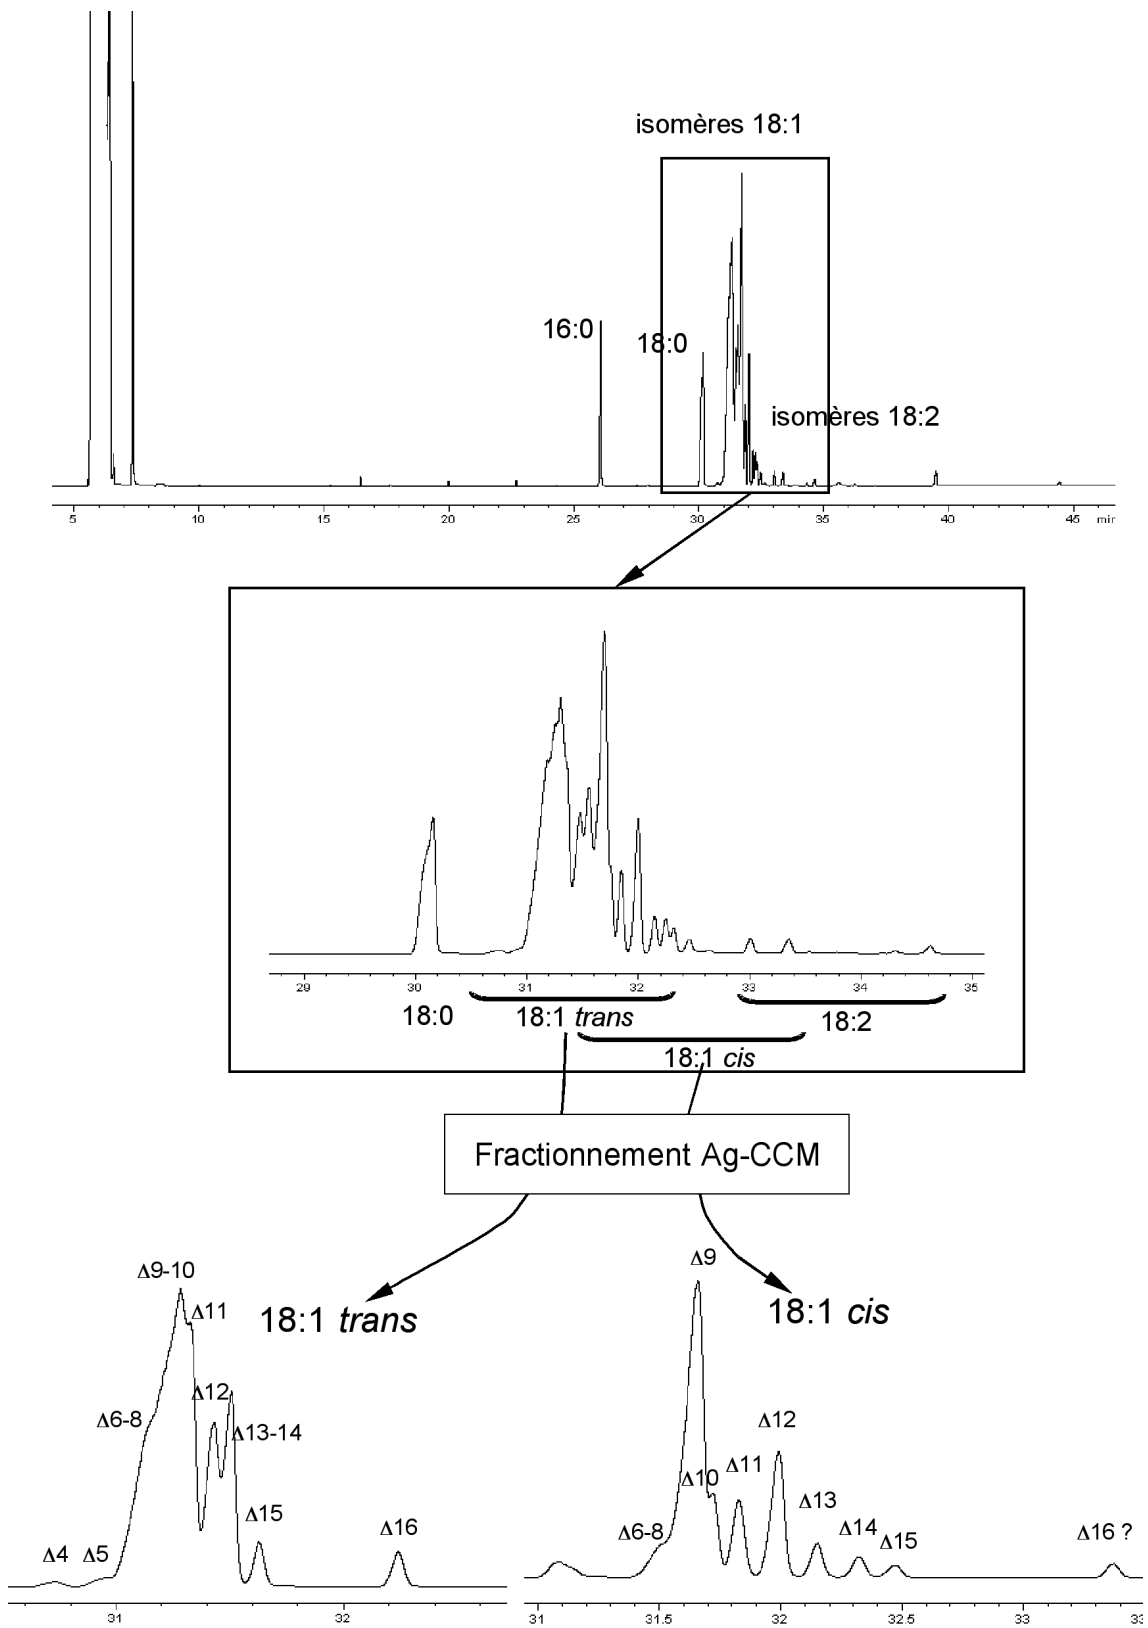 isomères 18:1
16:0
18:0
isomères 18:2
5 10 15 20 25 30 35 40 45 min
29 30 31 32 33 34 35
18:0
18:1 trans
18:2
18:1 cis
Fractionnement Ag-CCM
18:1 trans
18:1 cis
Δ4
Δ5
Δ6-8
Δ9-10
Δ11
Δ12
Δ13-14
Δ15
Δ16
31 32
Δ6-8
Δ9
Δ10
Δ11
Δ12
Δ13
Δ14
Δ15
Δ16 ?
31 31.5 32 32.5 33 33